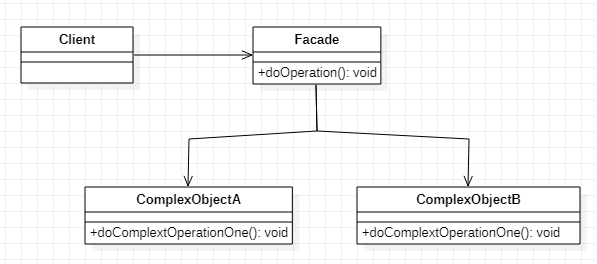 Client
Facade
+doOperation(): void
ComplexObjectA
+doComplextOperationOne(): void
ComplexObjectB
+doComplextOperationOne(): void